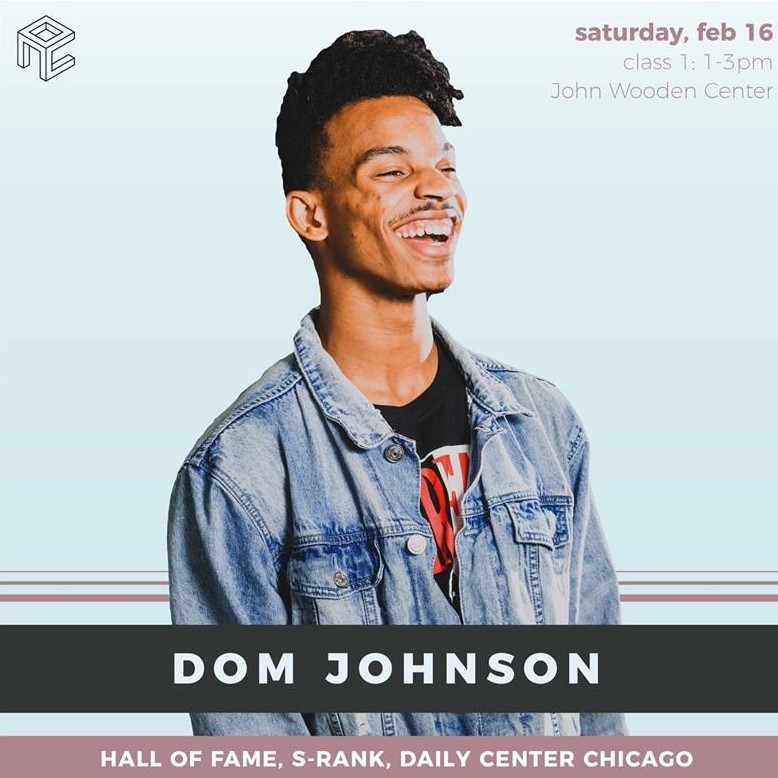 saturday, feb 16
class 1: 1-3pm
John Wooden Center
DOM JOHNSON
HALL OF FAME, S-RANK, DAILY CENTER CHICAGO